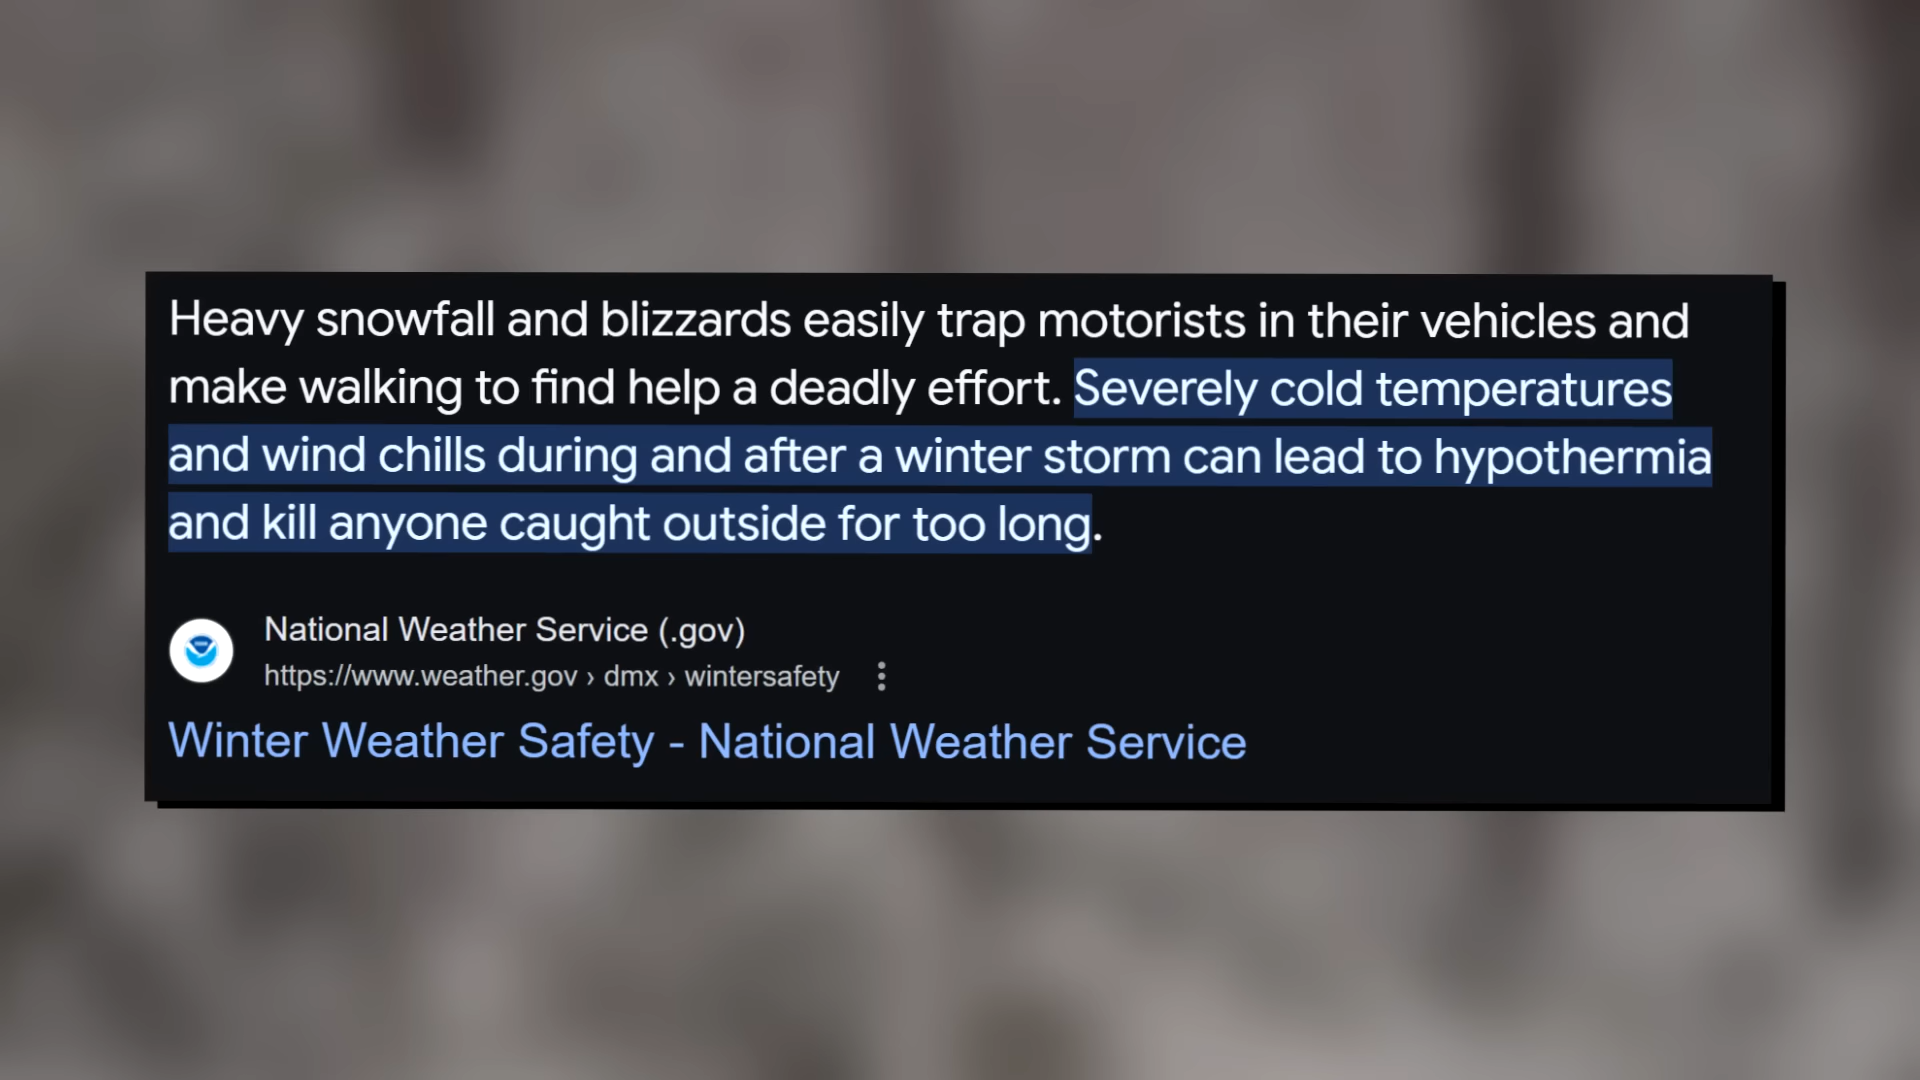 Heavy snowfall and blizzards easily trap motorists in their vehicles and
make walking to find help a deadly effort. Severely cold temperatures
and wind chills during and after a winter storm can lead to hypothermia
and kill anyone caught outside for too long.
National Weather Service (.gov)
https://www.weather.gov › dmx › wintersafety
Winter Weather Safety - National Weather Service